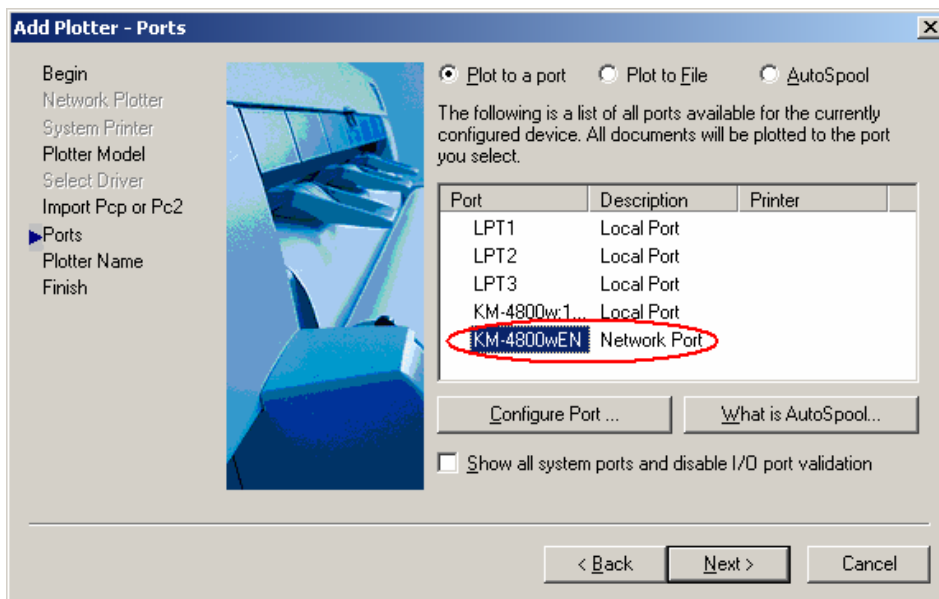 Add Plotter - Ports
Begin
Network Plotter
System Printer
Plotter Model
Select Driver
Import Pcp or Pc2
Ports
Plotter Name
Finish
Plot to a port Plot to File AutoSpool
The following is a list of all ports available for the currently
configured device. All documents will be plotted to the port
you select.
Port Description Printer
LPT1 Local Port
LPT2 Local Port
LPT3 Local Port
KM-4800w:1... Local Port
KM-4800wEN Network Port
Configure Port ... What is AutoSpool...
Show all system ports and disable I/O port validation
< Back Next > Cancel